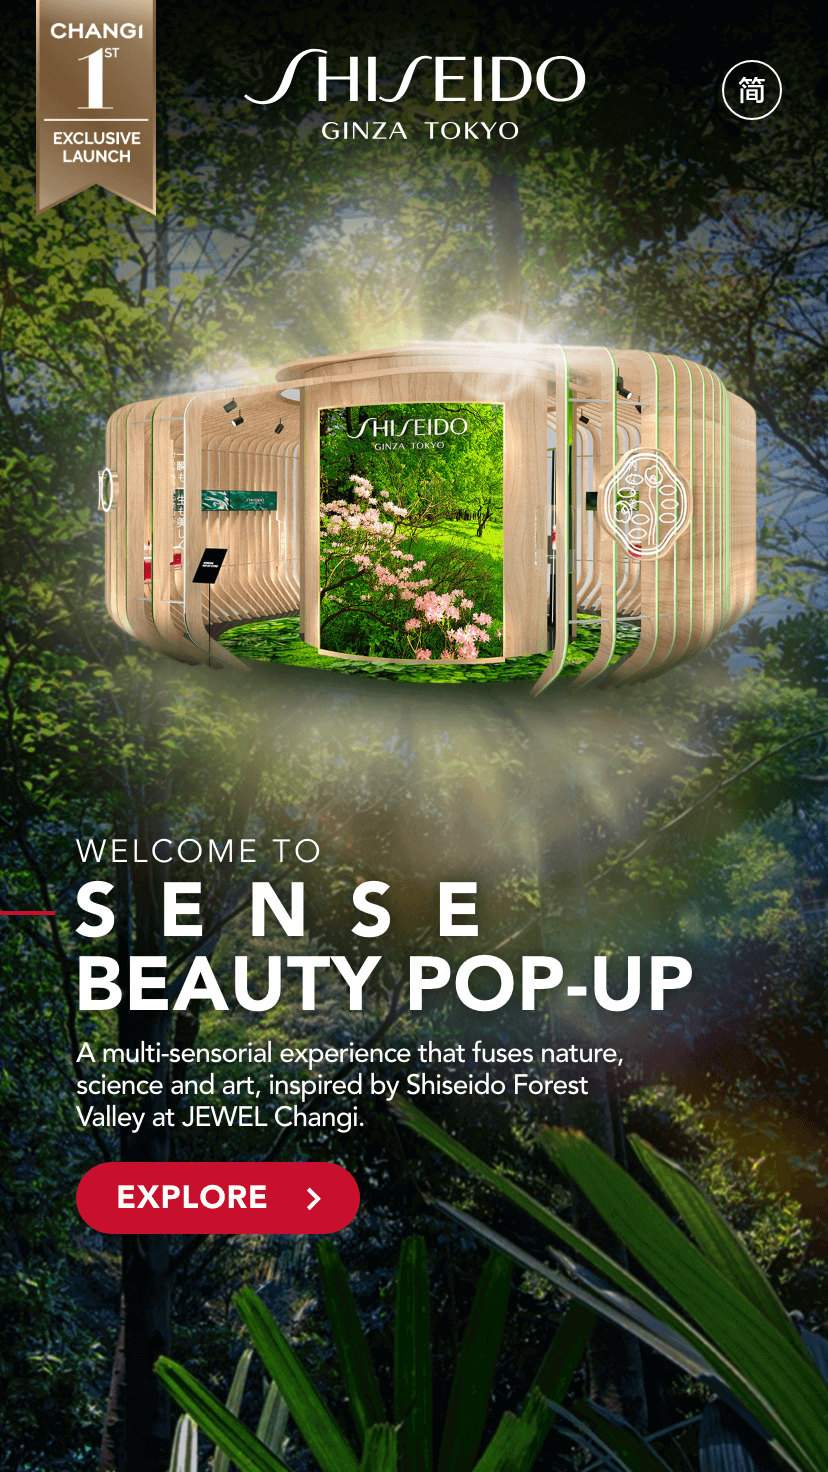 CHANGI
1ST
EXCLUSIVE
LAUNCH
SHISEIDO
GINZA TOKYO
简
SHISEIDO
GINZA TOKYO
WELCOME TO
SENSE
BEAUTY POP-UP
A multi-sensorial experience that fuses nature,
science and art, inspired by Shiseido Forest
Valley at JEWEL Changi.
EXPLORE